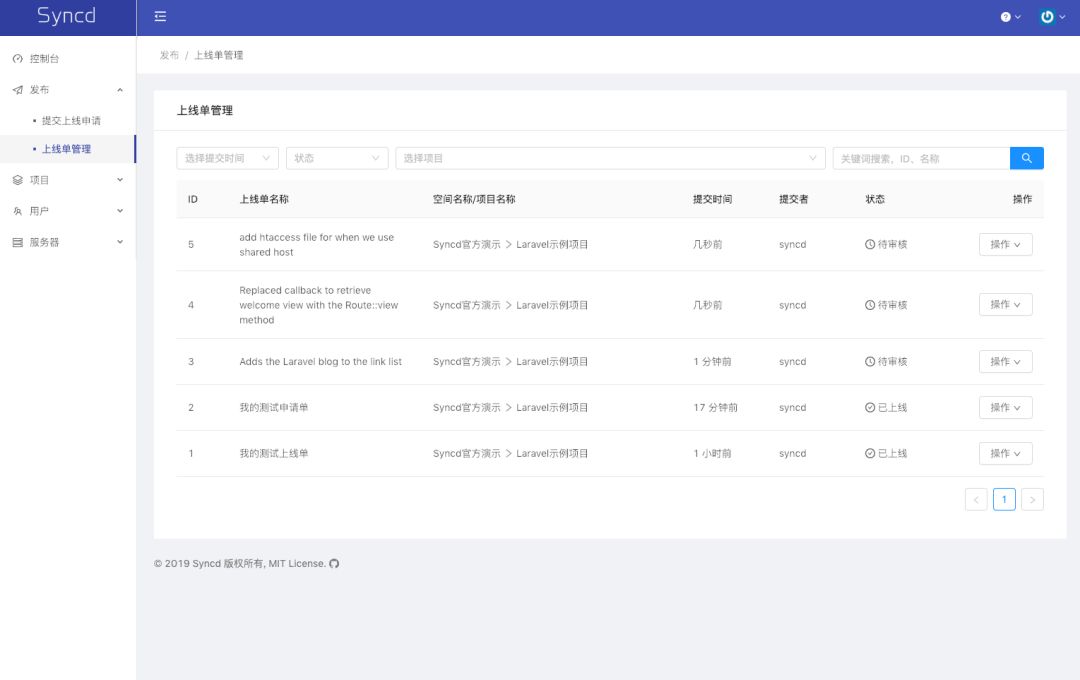 Syncd
控制台
发布
提交上线申请
上线单管理
项目
用户
服务器
发布 / 上线单管理
上线单管理
选择提交时间 状态 选择项目 关键词搜索、ID、名称
ID 上线单名称 空间名称/项目名称 提交时间 提交者 状态 操作
5 add htaccess file for when we use shared host Syncd官方演示 > Laravel示例项目 几秒前 syncd 待审核 操作
4 Replaced callback to retrieve welcome view with the Route::view method Syncd官方演示 > Laravel示例项目 几秒前 syncd 待审核 操作
3 Adds the Laravel blog to the link list Syncd官方演示 > Laravel示例项目 1 分钟前 syncd 待审核 操作
2 我的测试申请单 Syncd官方演示 > Laravel示例项目 17 分钟前 syncd 已上线 操作
1 我的测试上线单 Syncd官方演示 > Laravel示例项目 1 小时前 syncd 已上线 操作
< 1 >
© 2019 Syncd 版权所有, MIT License.